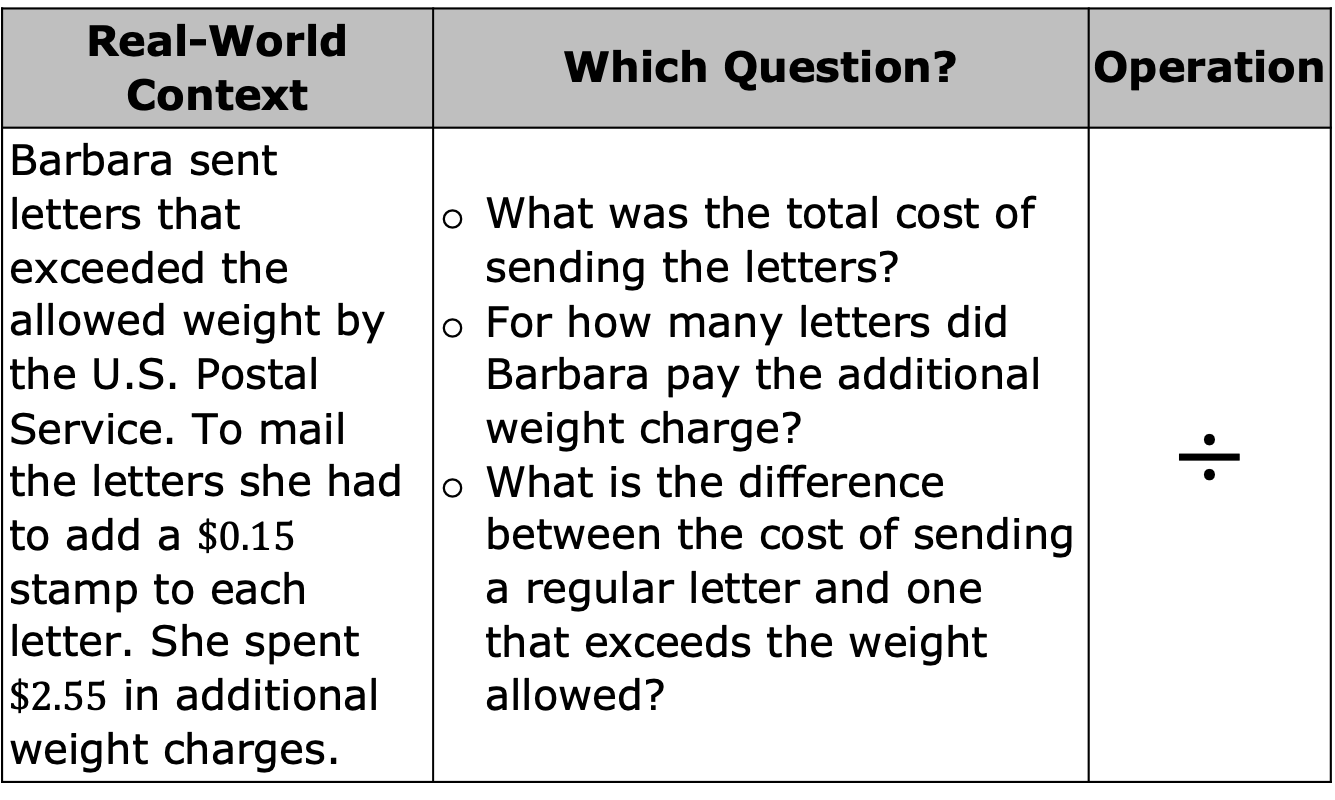 Real-World
Context
Which Question?
Operation
Barbara sent
letters that
exceeded the
allowed weight by
the U.S. Postal
Service. To mail
the letters she had
to add a $0.15
stamp to each
letter. She spent
$2.55 in additional
weight charges.
○ What was the total cost of
sending the letters?
○ For how many letters did
Barbara pay the additional
weight charge?
○ What is the difference
between the cost of sending
a regular letter and one
that exceeds the weight
allowed?
÷